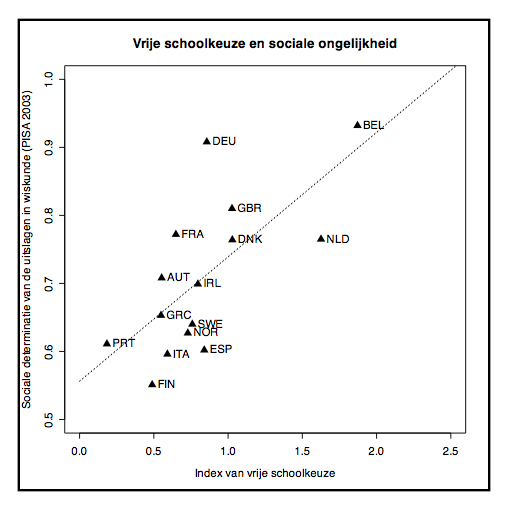 Vrije schoolkeuze en sociale ongelijkheid
Sociale determinatie van de uitslagen in wiskunde (PISA 2003)
1.0
0.9
0.8
0.7
0.6
0.5
BEL
DEU
GBR
FRA
DNK
NLD
AUT
IRL
GRC
SWE
NOR
PRT
ITA
ESP
FIN
0.0 0.5 1.0 1.5 2.0 2.5
Index van vrije schoolkeuze